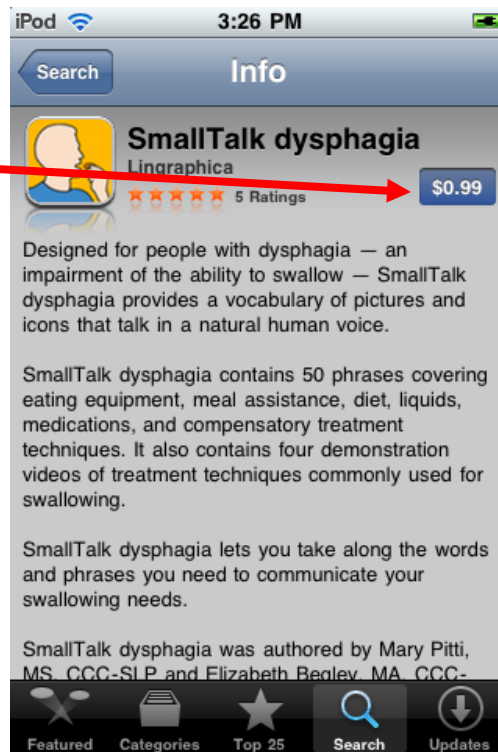 iPod 3:26 PM
Search Info
SmallTalk dysphagia
Lingraphica
5 Ratings
$0.99
Designed for people with dysphagia — an
impairment of the ability to swallow — SmallTalk
dysphagia provides a vocabulary of pictures and
icons that talk in a natural human voice.
SmallTalk dysphagia contains 50 phrases covering
eating equipment, meal assistance, diet, liquids,
medications, and compensatory treatment
techniques. It also contains four demonstration
videos of treatment techniques commonly used for
swallowing.
SmallTalk dysphagia lets you take along the words
and phrases you need to communicate your
swallowing needs.
SmallTalk dysphagia was authored by Mary Pitti,
MS, CCC-SLP and Elizabeth Begley, MA, CCC-
Featured Categories Top 25 Search Updates